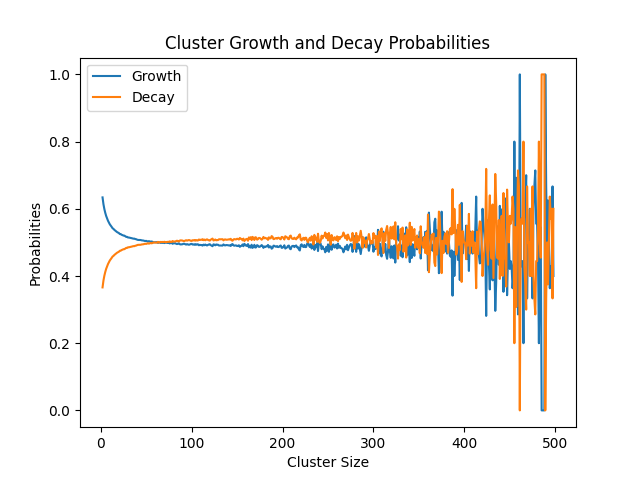 Cluster Growth and Decay Probabilities
Growth
Decay
1.0
0.8
0.6
0.4
0.2
0.0
Probabilities
0
100
200
300
400
500
Cluster Size